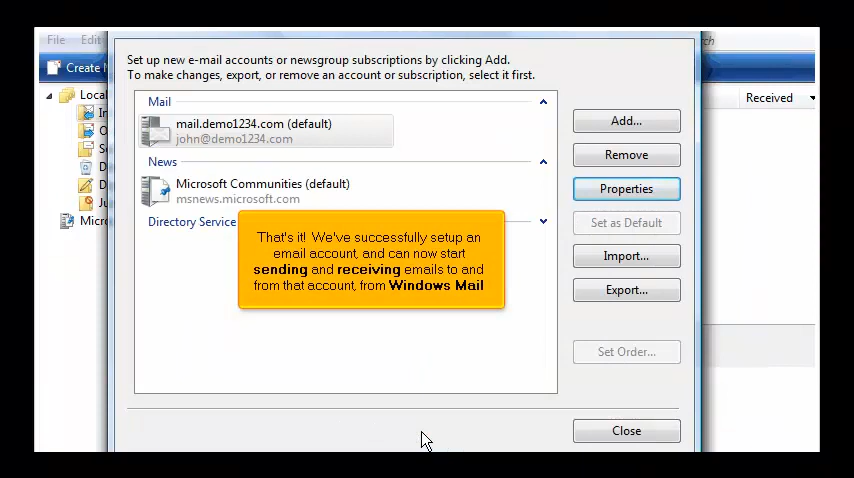 File Edit
Create
Received
Local
Micro
Set up new e-mail accounts or newsgroup subscriptions by clicking Add.
To make changes, export, or remove an account or subscription, select it first.
Mail
mail.demo1234.com (default)
john@demo1234.com
News
Microsoft Communities (default)
msnews.microsoft.com
Directory Service
Add...
Remove
Properties
Set as Default
Import...
Export...
Set Order...
Close
That's it! We've successfully setup an
email account, and can now start
sending and receiving emails to and
from that account, from Windows Mail